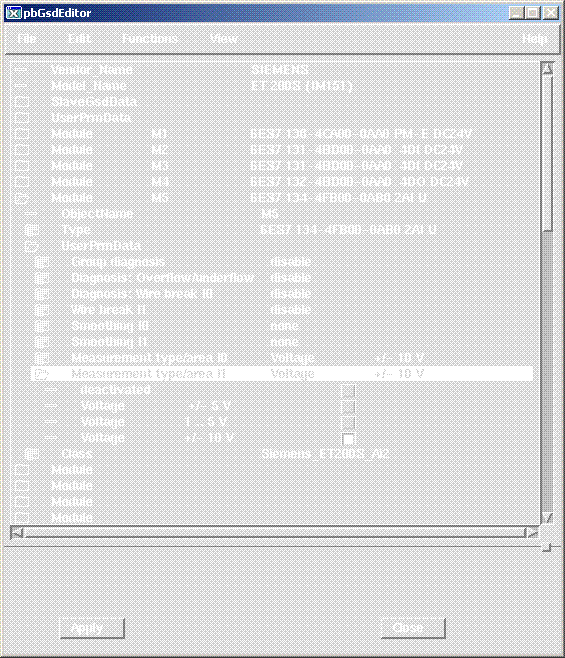 pbGsdEditor
File Edit Functions View Help
Vendor_Name SIEMENS
Model_Name ET 200S (IM151)
SlaveGsdData
UserPrmData
Module M1 6ES7 138-4CA00-0AA0 PM-E DC24V
Module M2 6ES7 131-4BD00-0AA0 4DI DC24V
Module M3 6ES7 131-4BD00-0AA0 4DI DC24V
Module M4 6ES7 132-4BD00-0AA0 4DO DC24V
Module M5 6ES7 134-4FB00-0AB0 2AI U
ObjectName M5
Type 6ES7 134-4FB00-0AB0 2AI U
UserPrmData
Group diagnosis disable
Diagnosis: Overflow/underflow disable
Diagnosis: Wire break I0 disable
Wire break I1 disable
Smoothing I0 none
Smoothing I1 none
Measurement type/area I0 Voltage +/- 10 V
Measurement type/area I1 Voltage +/- 10 V
deactivated
Voltage +/- 5 V
Voltage 1 ... 5 V
Voltage +/- 10 V
Class Siemens_ET200S_AI2
Module
Module
Module
Module
Apply Close